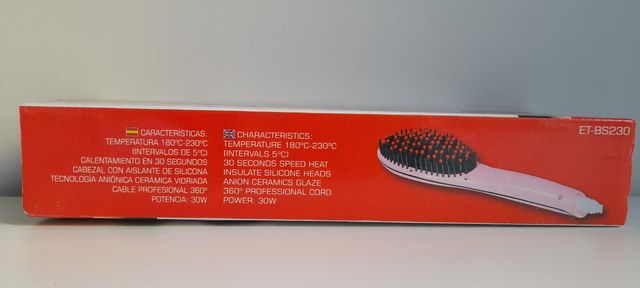 CARACTERÍSTICAS:
TEMPERATURA 180ºC-230ºC
(INTERVALOS DE 5ºC)
CALENTAMIENTO EN 30 SEGUNDOS
CABEZAL CON AISLANTE DE SILICONA
TECNOLOGÍA ANIÓNICA CERAMICA VIDRIADA
CABLE PROFESIONAL 360º
POTENCIA: 30W
CHARACTERISTICS:
TEMPERATURE 180ºC-230ºC
(INTERVALS 5ºC)
30 SECONDS SPEED HEAT
INSULATE SILICONE HEADS
ANION CERAMICS GLAZE
360º PROFESSIONAL CORD
POWER: 30W
ET-BS230